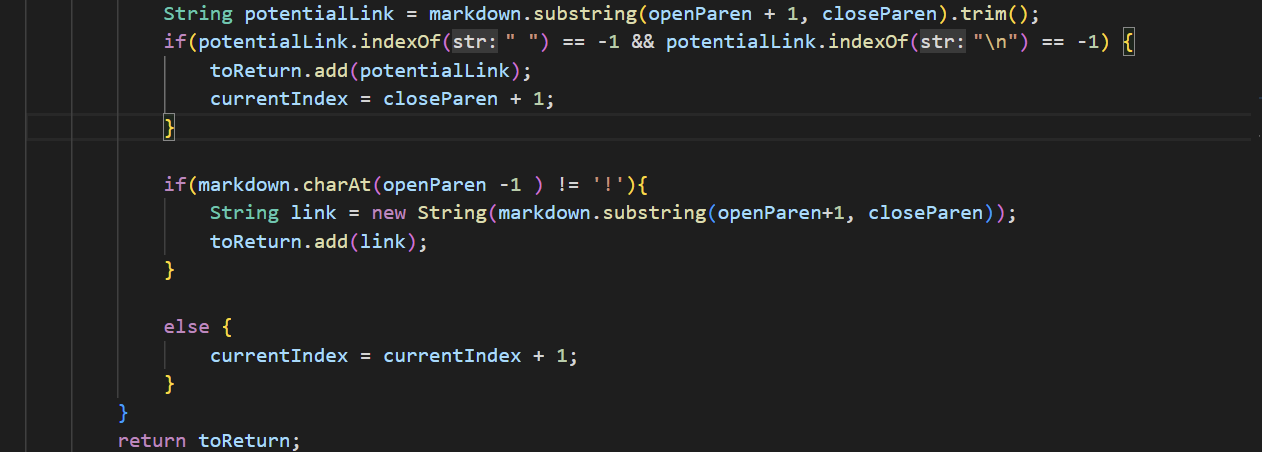 String potentialLink = markdown.substring(openParen + 1, closeParen).trim();
if(potentialLink.indexOf(str: " ") == -1 && potentialLink.indexOf(str: "\n") == -1) {
toReturn.add(potentialLink);
currentIndex = closeParen + 1;
}
if(markdown.charAt(openParen -1 ) != '!'){
String link = new String(markdown.substring(openParen+1, closeParen));
toReturn.add(link);
}
else {
currentIndex = currentIndex + 1;
}
}
return toReturn;